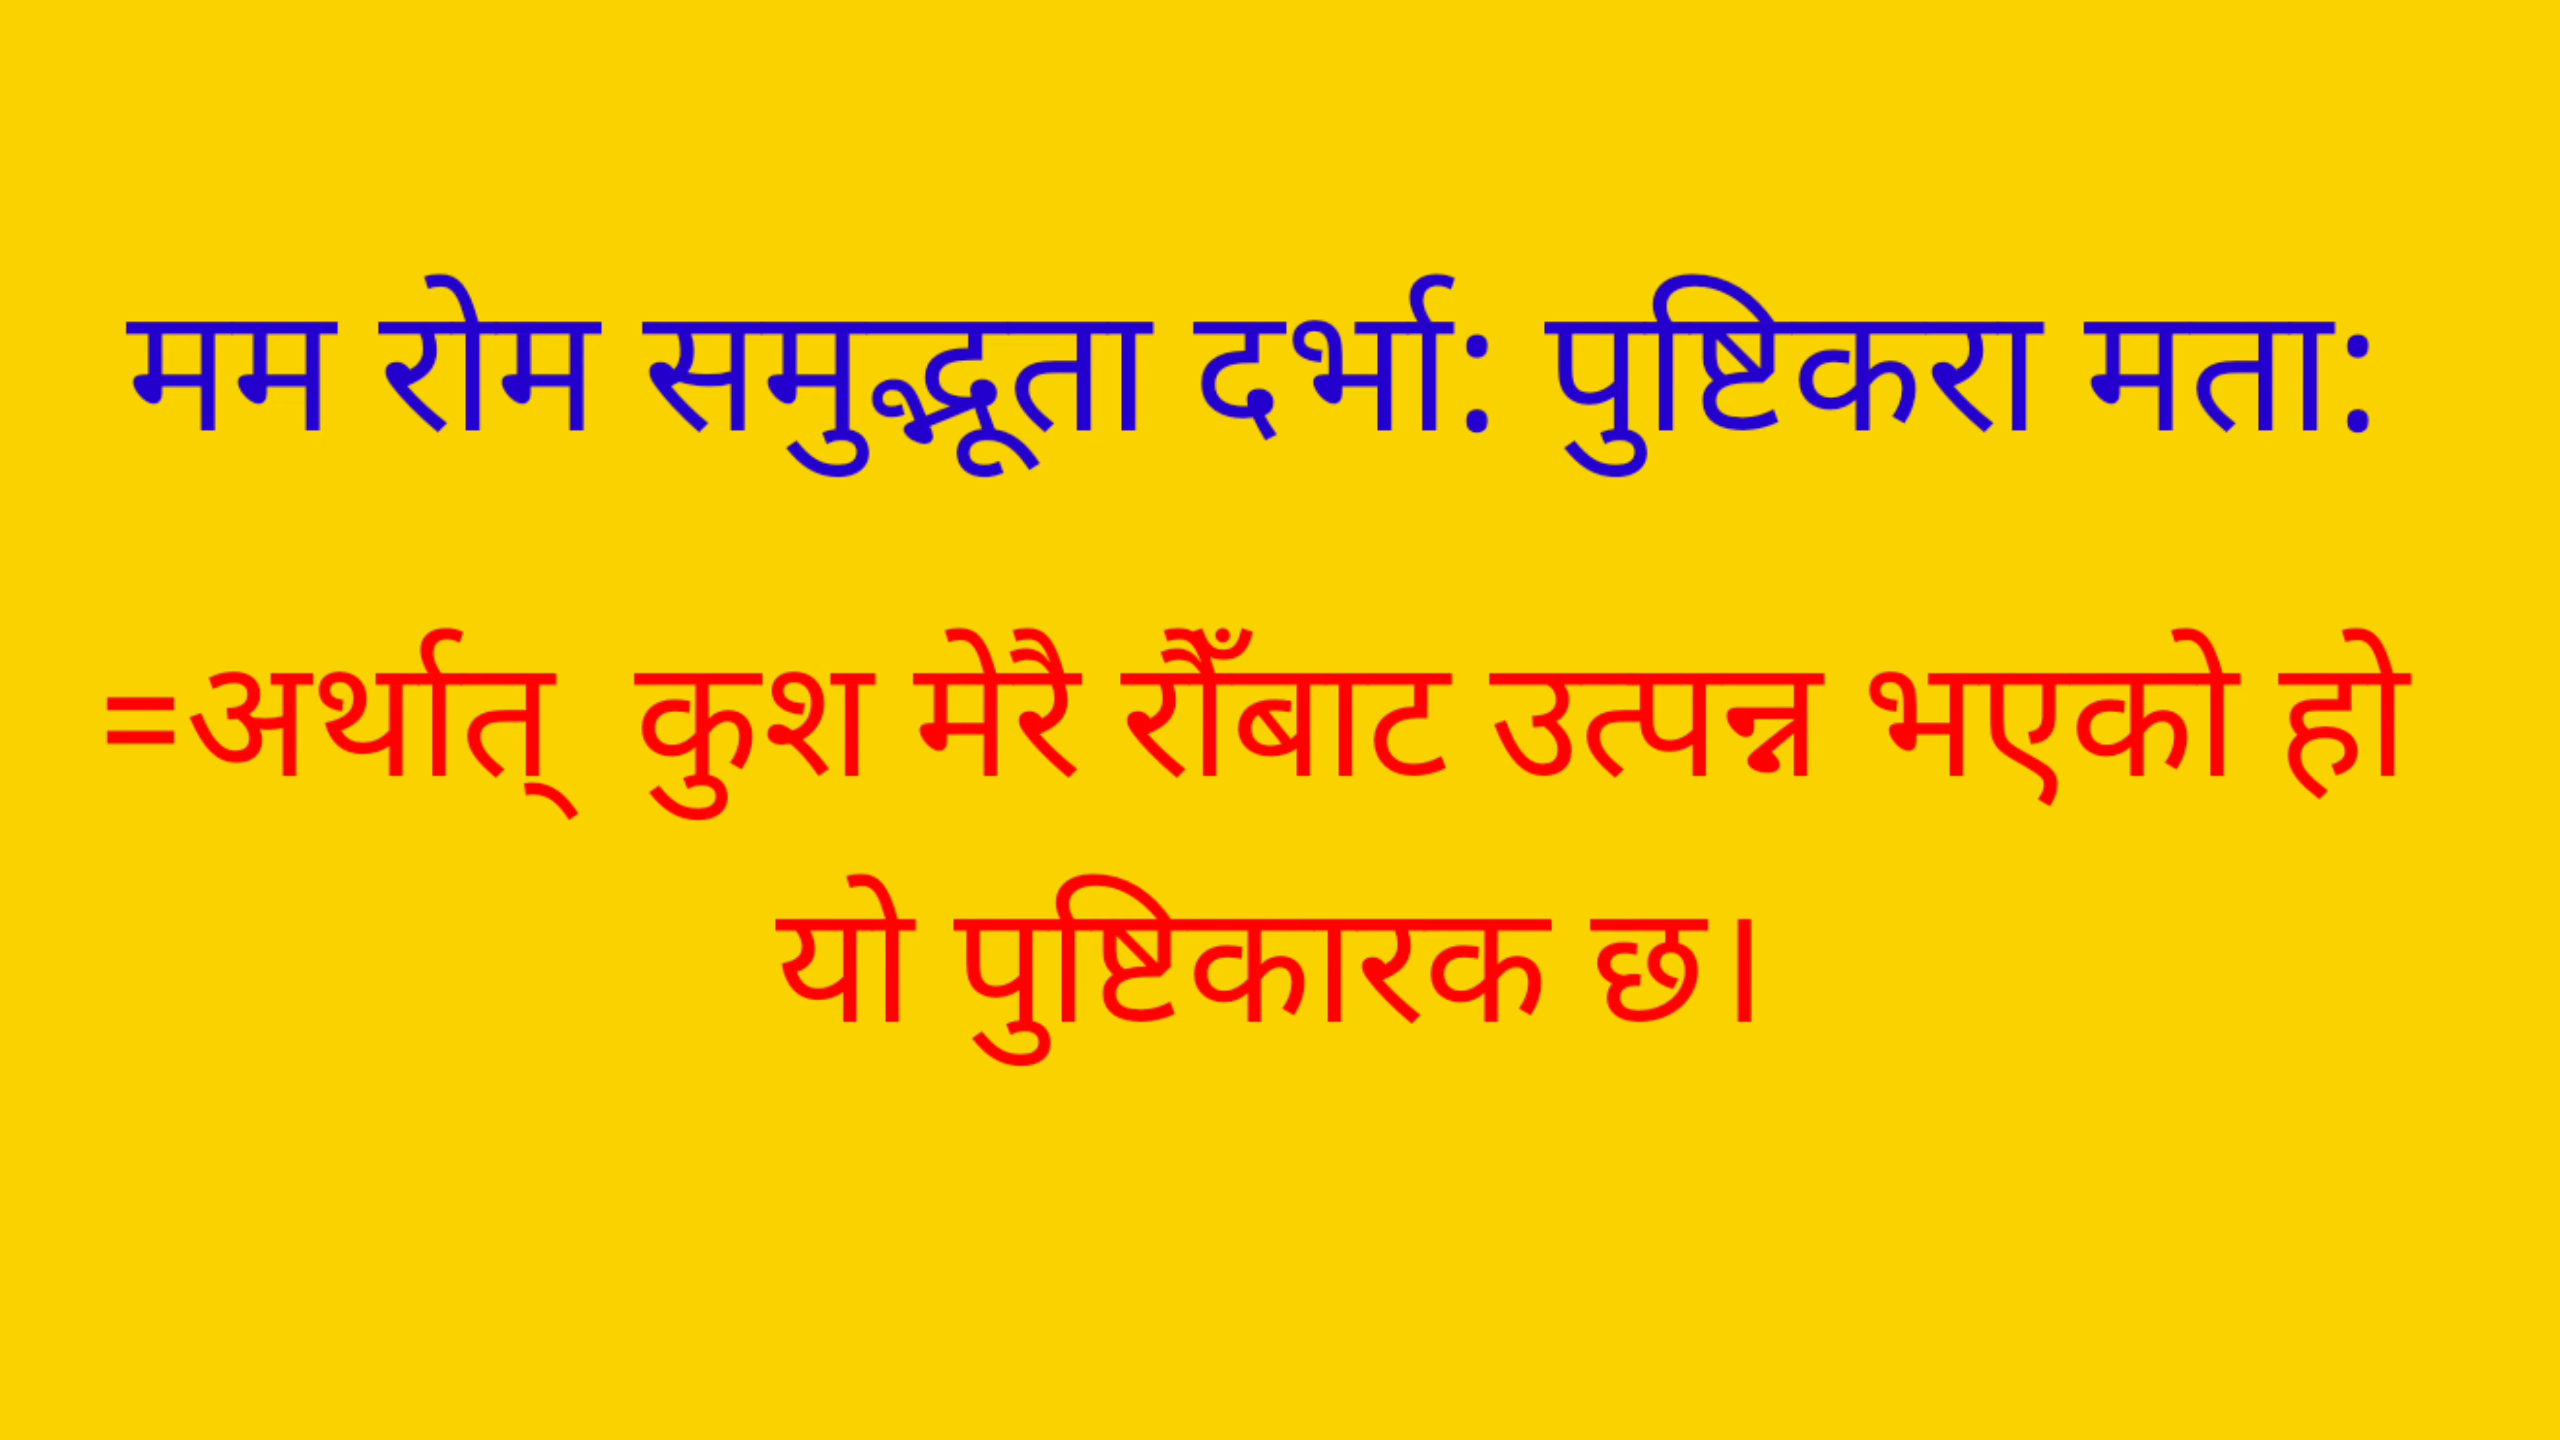 मम रोम समुद्भूता दर्भा: पुष्टिकरा मता:
=अर्थात् कुश मेरै रौँबाट उत्पन्न भएको हो
यो पुष्टिकारक छ।